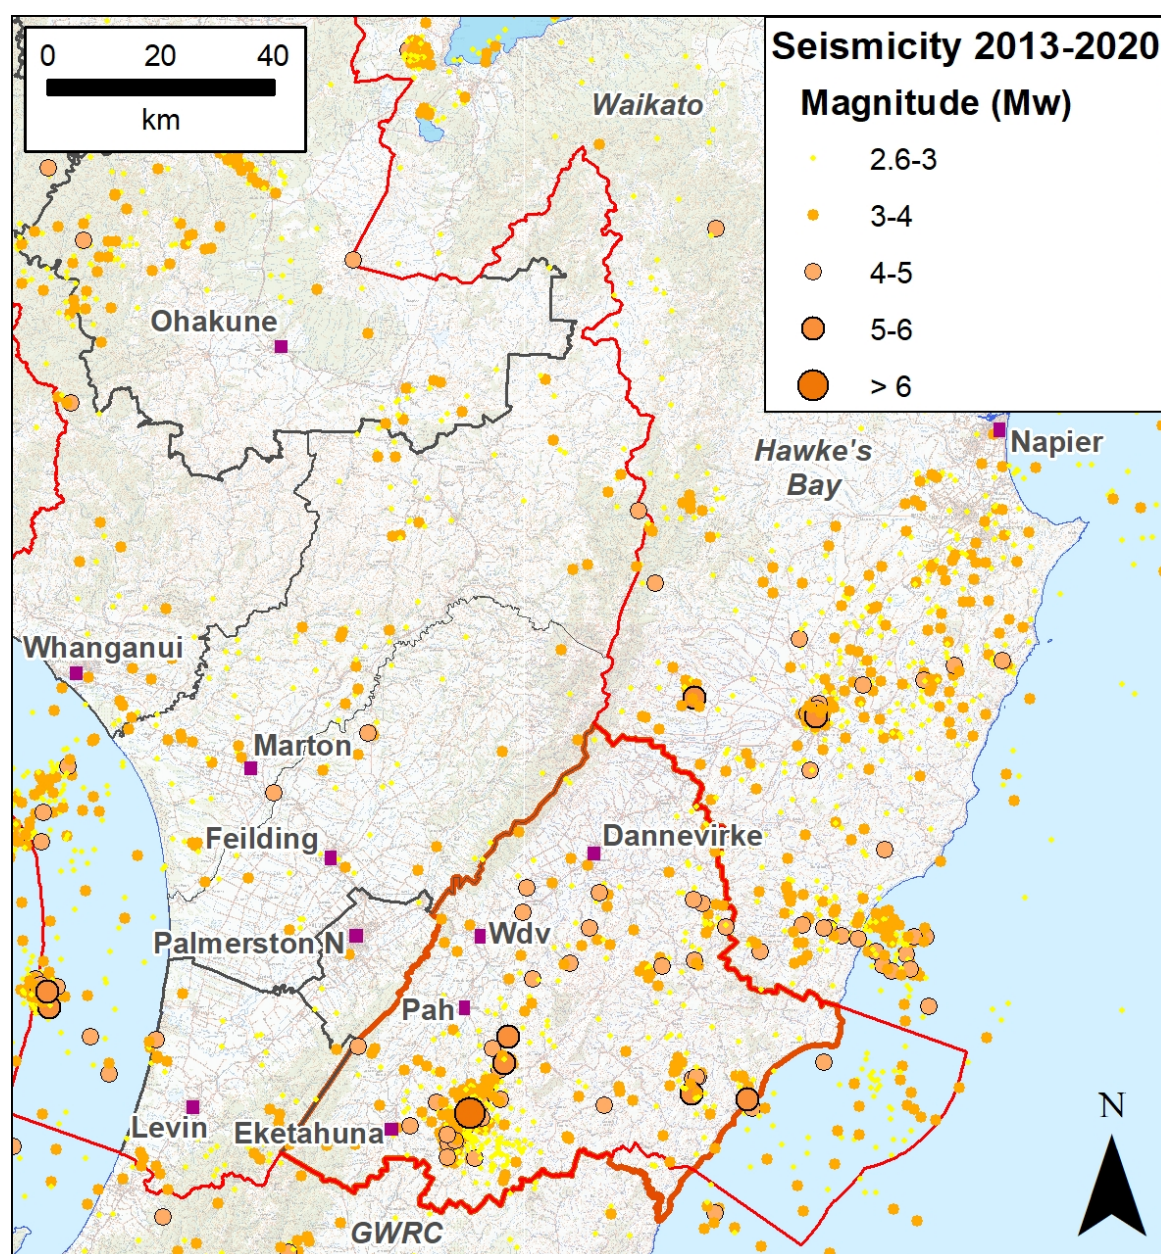 0 20 40
km
Seismicity 2013-2020
Magnitude (Mw)
2.6-3
3-4
4-5
5-6
> 6
Waikato
Ohakune
Hawke's
Bay
Napier
Whanganui
Marton
Feilding
Dannevirke
Palmerston N
Wdv
Pah
Levin
Eketahuna
GWRC
N